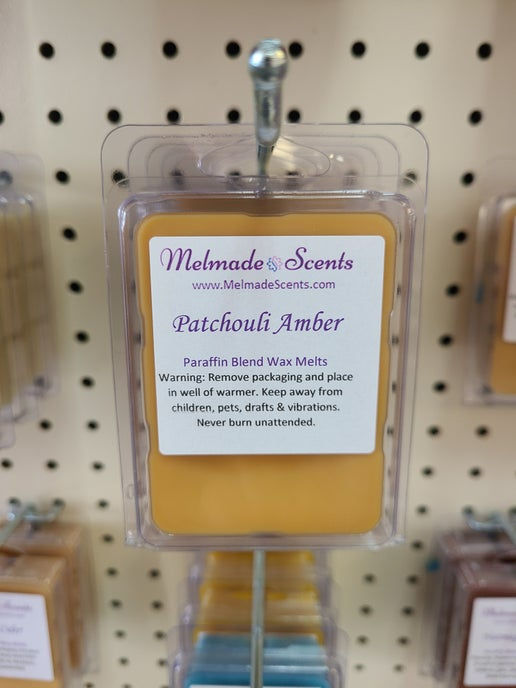 Melmade Scents
www.MelmadeScents.com
Patchouli Amber
Paraffin Blend Wax Melts
Warning: Remove packaging and place
in well of warmer. Keep away from
children, pets, drafts & vibrations.
Never burn unattended.